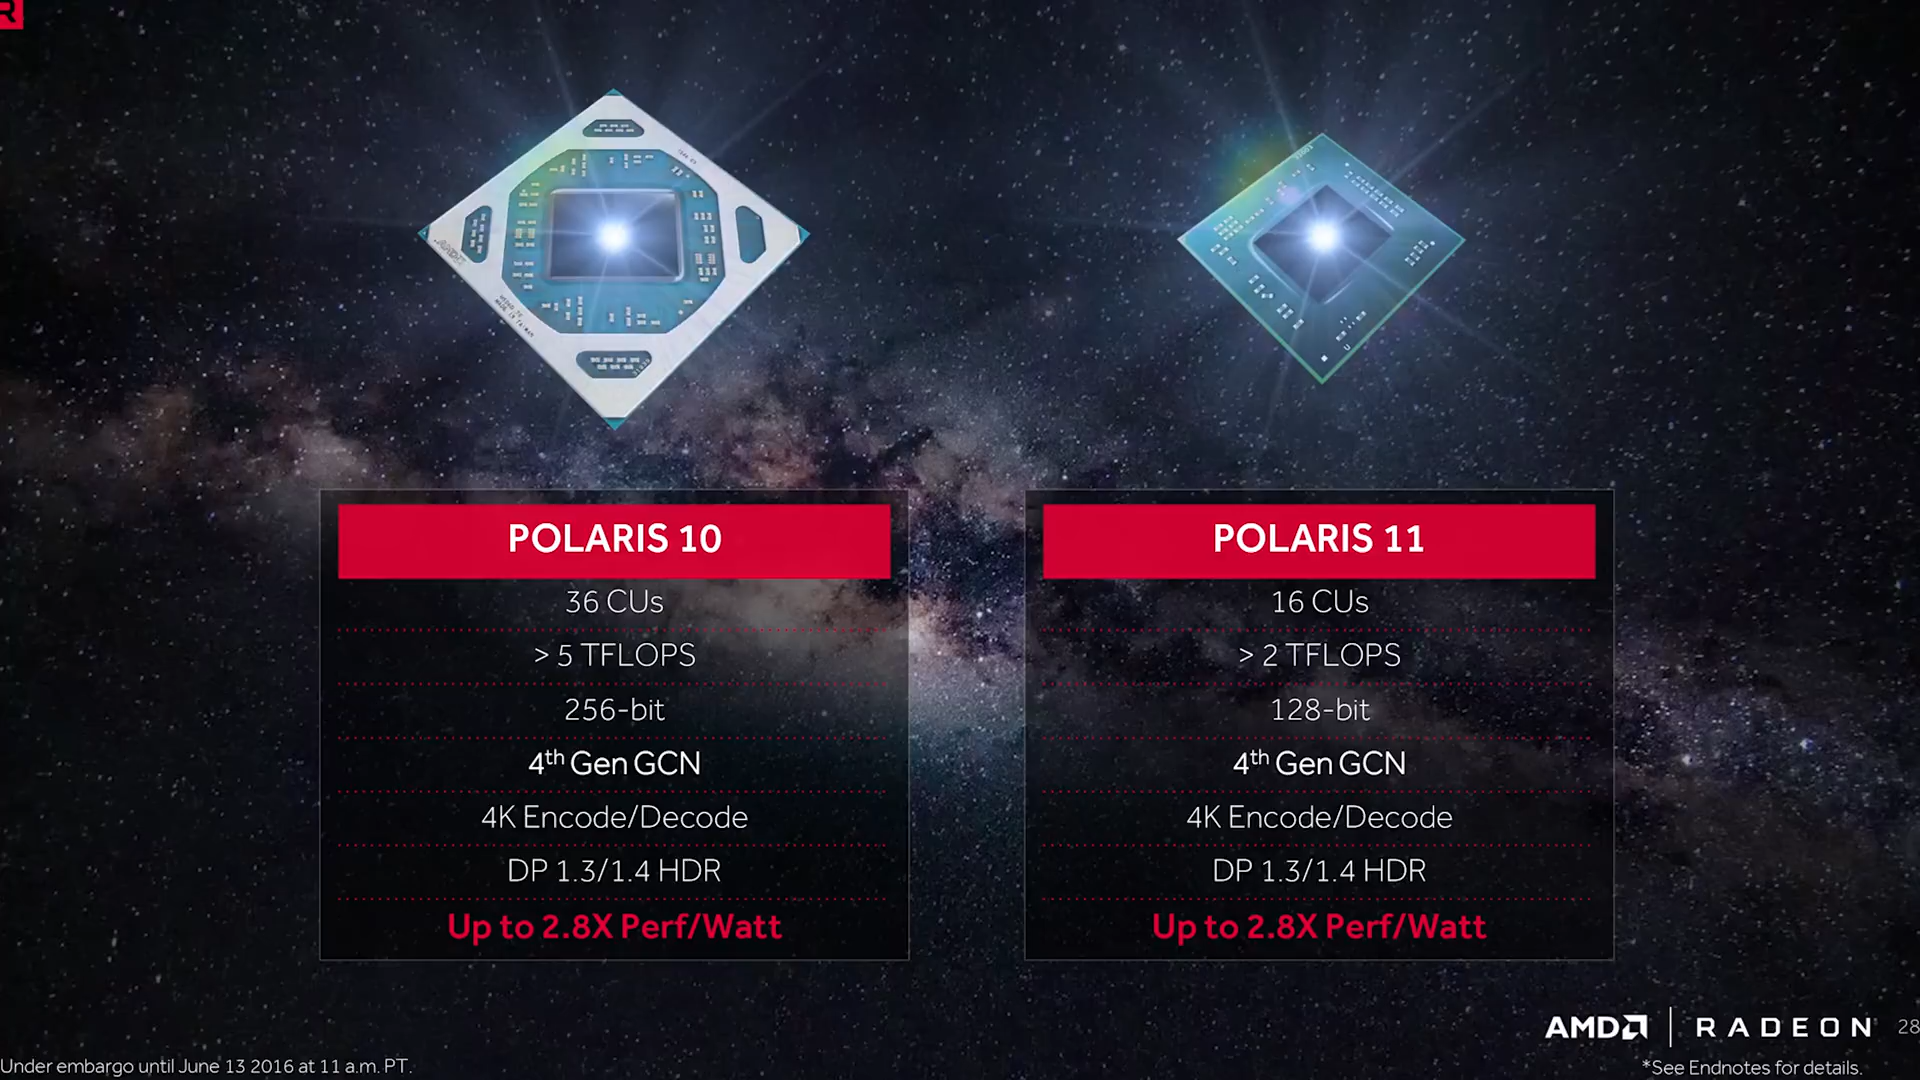 R
POLARIS 10
36 CUs
> 5 TFLOPS
256-bit
4th Gen GCN
4K Encode/Decode
DP 1.3/1.4 HDR
Up to 2.8X Perf/Watt
POLARIS 11
16 CUs
> 2 TFLOPS
128-bit
4th Gen GCN
4K Encode/Decode
DP 1.3/1.4 HDR
Up to 2.8X Perf/Watt
AMD | RADEON 28
Under embargo until June 13 2016 at 11 a.m. PT.
*See Endnotes for details.